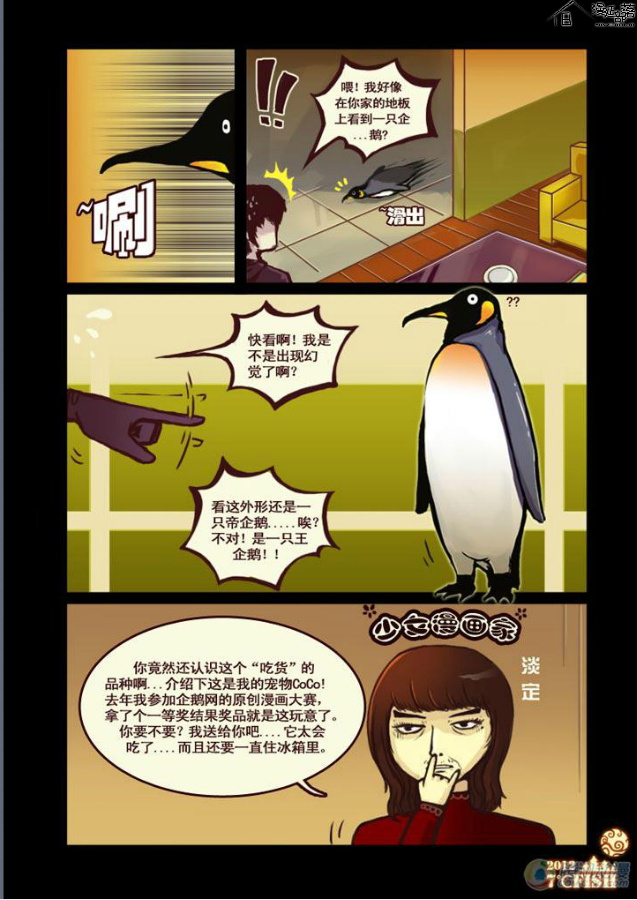 漫山部落
~唰
!!
喂！我好像
在你家的地板
上看到一只企
...鹅?
~滑出
??
快看啊！我是
不是出现幻
觉了啊？
看这外形还是一
只帝企鹅.....唉？
不对！是一只王
企鹅！！
少女漫画家
淡定
你竟然还认识这个“吃货”的
品种啊...介绍下这是我的宠物CoCo!
去年我参加企鹅网的原创漫画大赛，
拿了个一等奖结果奖品就是这玩意了。
你要不要？我送给你吧....它太会
吃了....而且还要一直住冰箱里。
2012
7℃FISH